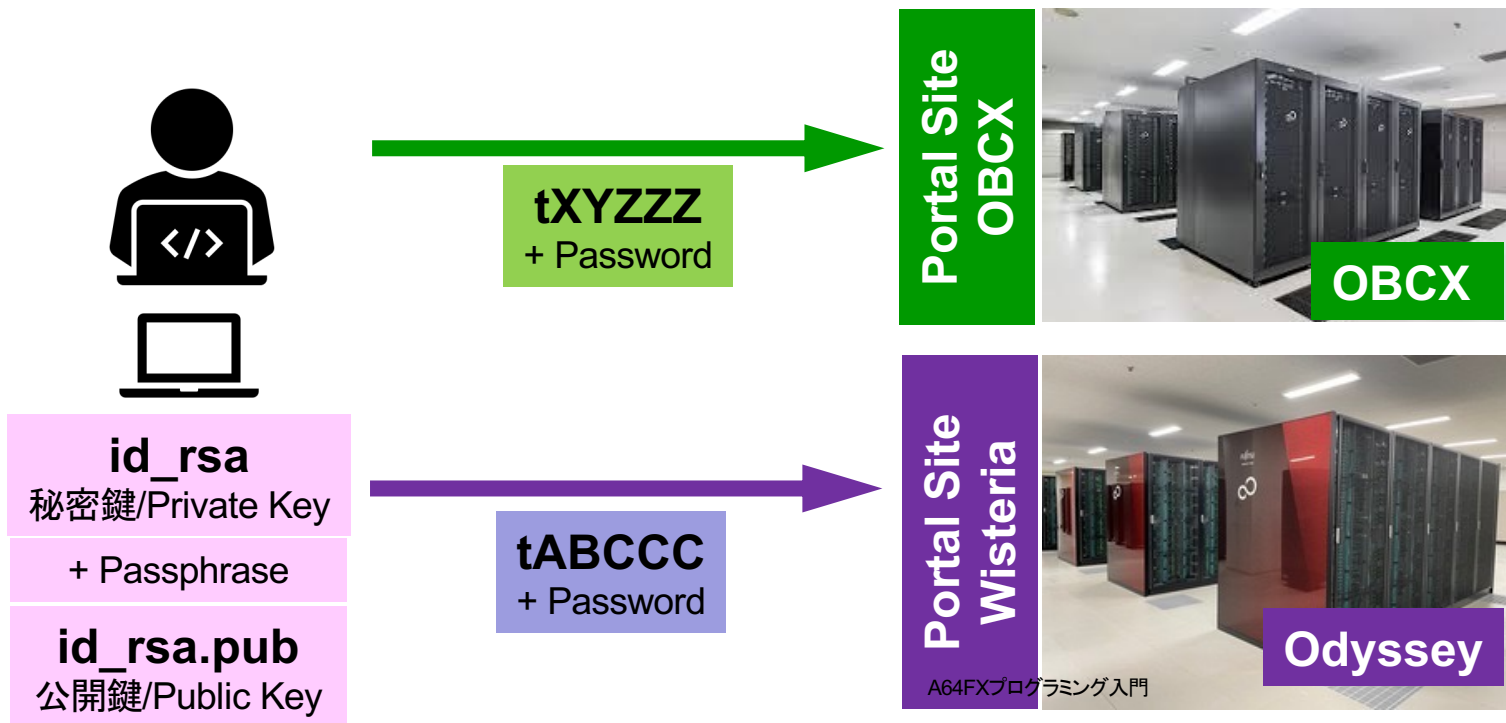 </>
id_rsa
秘密鍵/Private Key
+ Passphrase
id_rsa.pub
公開鍵/Public Key
tXYZZZ
+ Password
tABCCC
+ Password
Portal Site
OBCX
OBCX
Portal Site
Wisteria
Odyssey
A64FXプログラミング入門